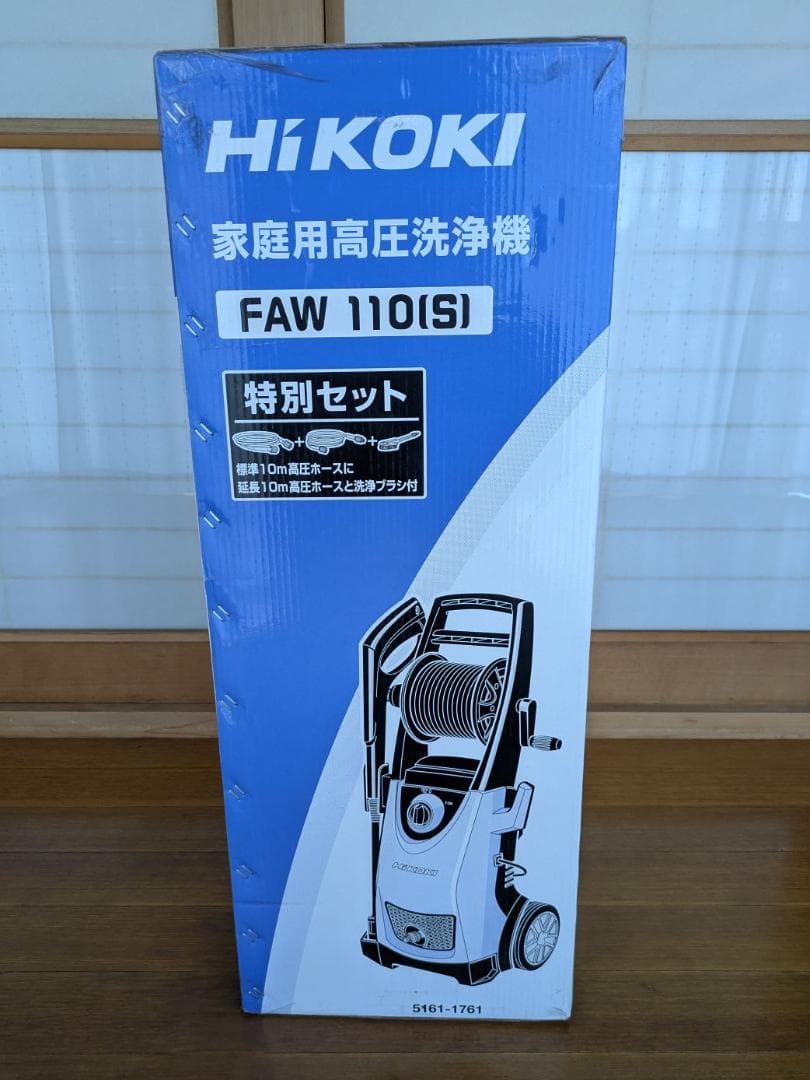 HiKOKI
家庭用高圧洗浄機
FAW 110(S)
特別セット
標準10m高圧ホースに
延長10m高圧ホースと洗浄ブラシ付
HiKOKI
5161-1761